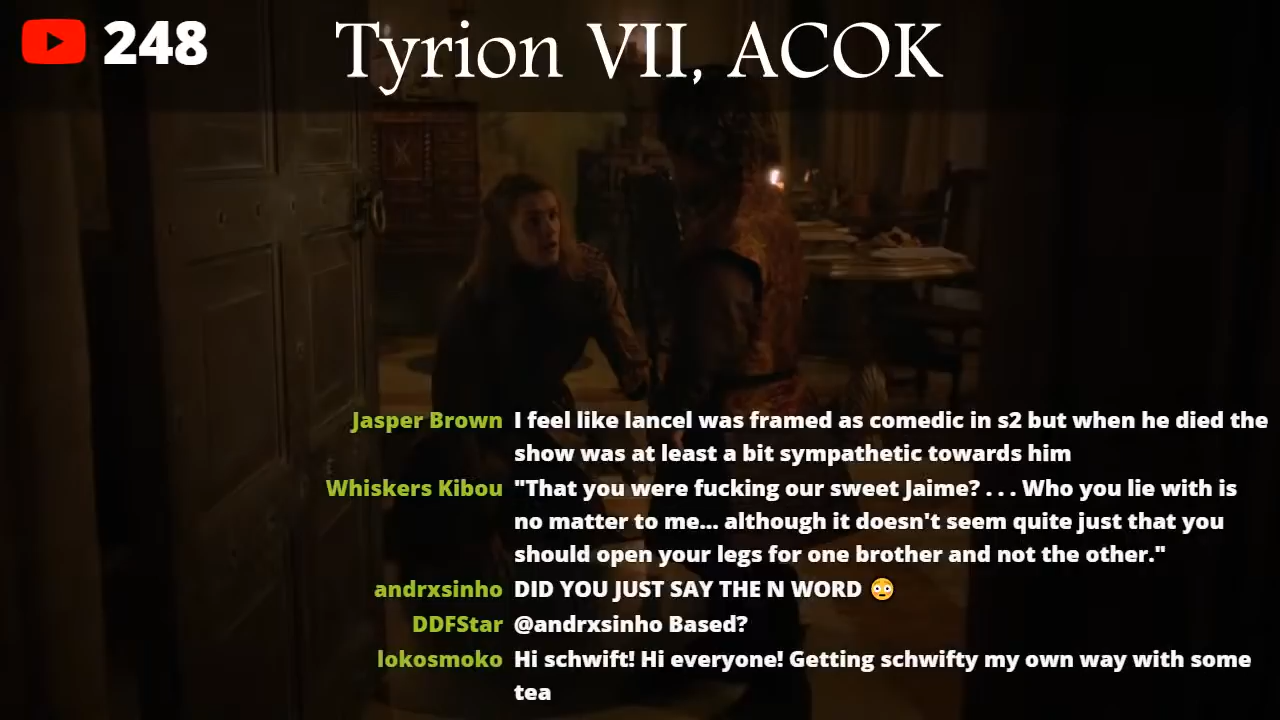 248
Tyrion VII, ACOK
Jasper Brown I feel like lancel was framed as comedic in s2 but when he died the
show was at least a bit sympathetic towards him
Whiskers Kibou "That you were fucking our sweet Jaime? . . . Who you lie with is
no matter to me... although it doesn't seem quite just that you
should open your legs for one brother and not the other."
andrxsinho DID YOU JUST SAY THE N WORD 😳
DDFStar @andrxsinho Based?
lokosmoko Hi schwift! Hi everyone! Getting schwifty my own way with some
tea